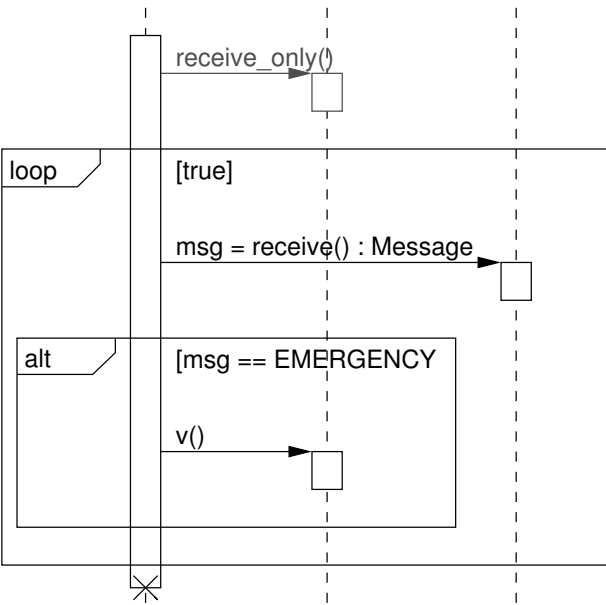 receive_only()
loop [true]
msg = receive() : Message
alt [msg == EMERGENCY
v()